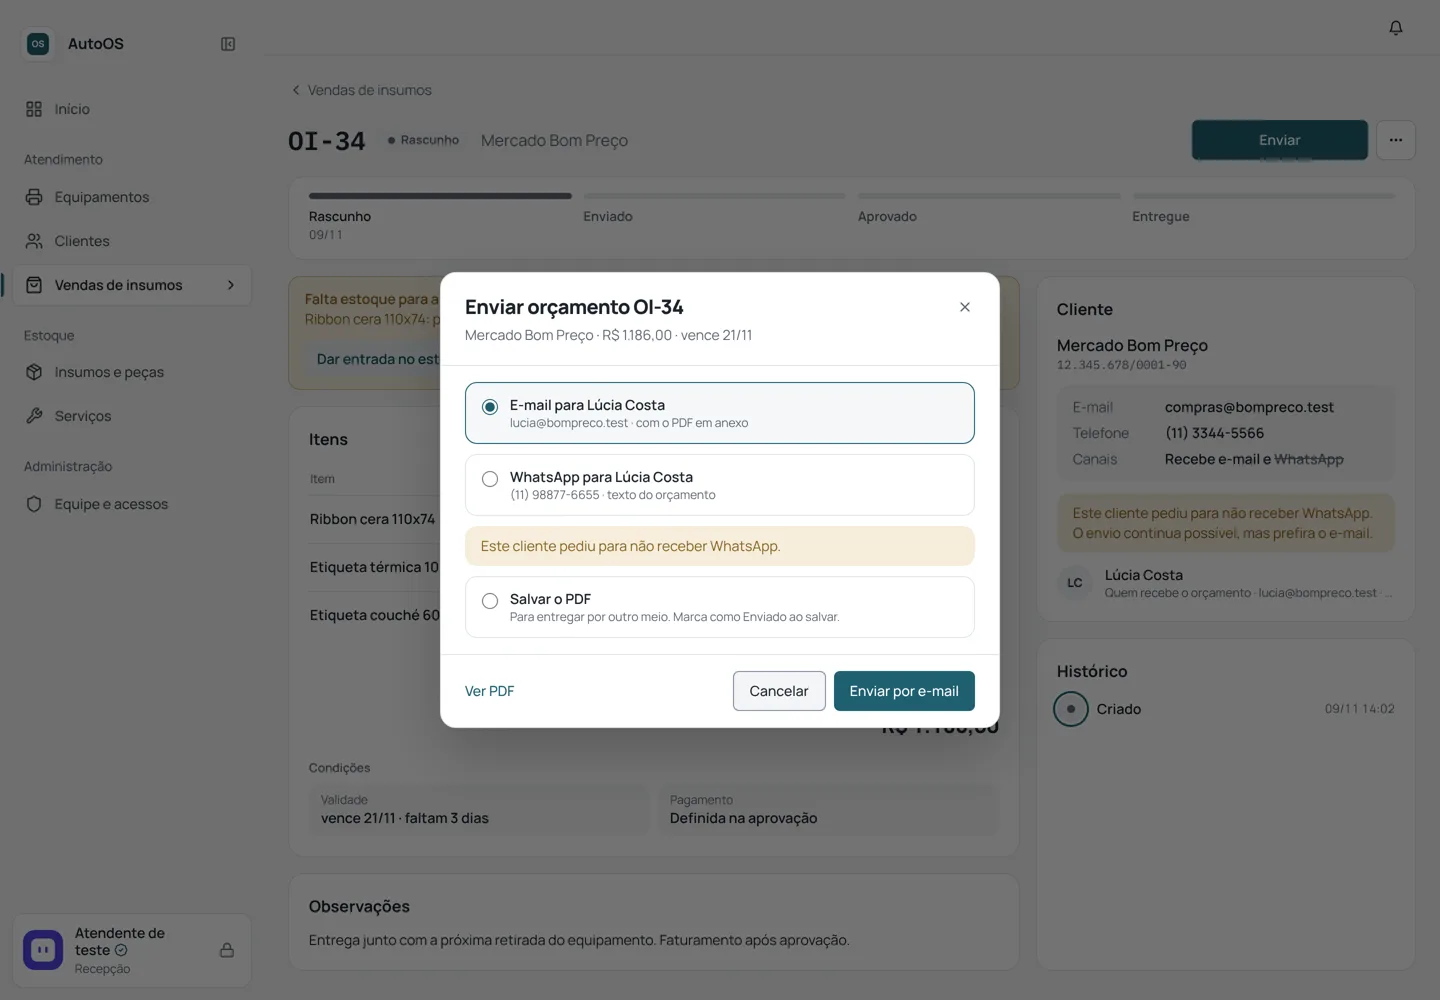 OS AutoOS
Início
Atendimento
Equipamentos
Clientes
Vendas de insumos
Estoque
Insumos e peças
Serviços
Administração
Equipe e acessos
Atendente de
teste
Recepção
Vendas de insumos
OI-34 Rascunho Mercado Bom Preço
Enviar
Rascunho
09/11
Enviado
Aprovado
Entregue
Falta estoque para a
Ribbon cera 110x74:
Dar entrada no est
Itens
Item
Ribbon cera 110x74
Etiqueta térmica 10
Etiqueta couché 60
Condições
Validade
vence 21/11 · faltam 3 dias
Pagamento
Definida na aprovação
Observações
Entrega junto com a próxima retirada do equipamento. Faturamento após aprovação.
Enviar orçamento OI-34
Mercado Bom Preço · R$ 1.186,00 · vence 21/11
E-mail para Lúcia Costa
lucia@bompreco.test · com o PDF em anexo
WhatsApp para Lúcia Costa
(11) 98877-6655 · texto do orçamento
Este cliente pediu para não receber WhatsApp.
Salvar o PDF
Para entregar por outro meio. Marca como Enviado ao salvar.
Ver PDF
Cancelar
Enviar por e-mail
Cliente
Mercado Bom Preço
12.345.678/0001-90
E-mail compras@bompreco.test
Telefone (11) 3344-5566
Canais Recebe e-mail e WhatsApp
Este cliente pediu para não receber WhatsApp.
O envio continua possível, mas prefira o e-mail.
LC
Lúcia Costa
Quem recebe o orçamento · lucia@bompreco.test · ...
Histórico
Criado 09/11 14:02